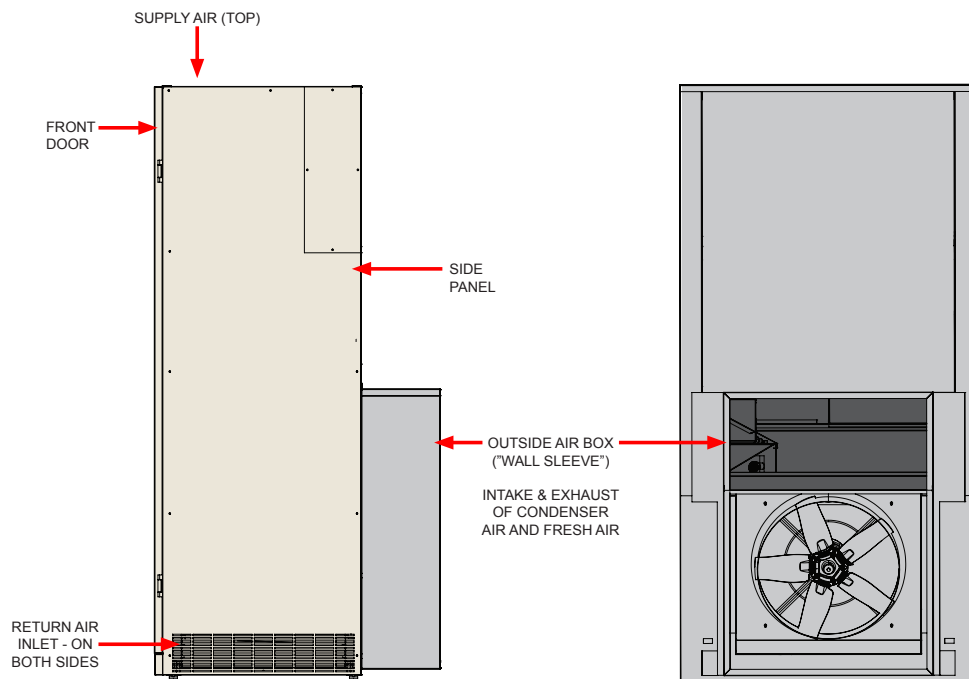 SUPPLY AIR (TOP)
FRONT
DOOR
SIDE
PANEL
OUTSIDE AIR BOX
("WALL SLEEVE")
INTAKE & EXHAUST
OF CONDENSER
AIR AND FRESH AIR
RETURN AIR
INLET - ON
BOTH SIDES